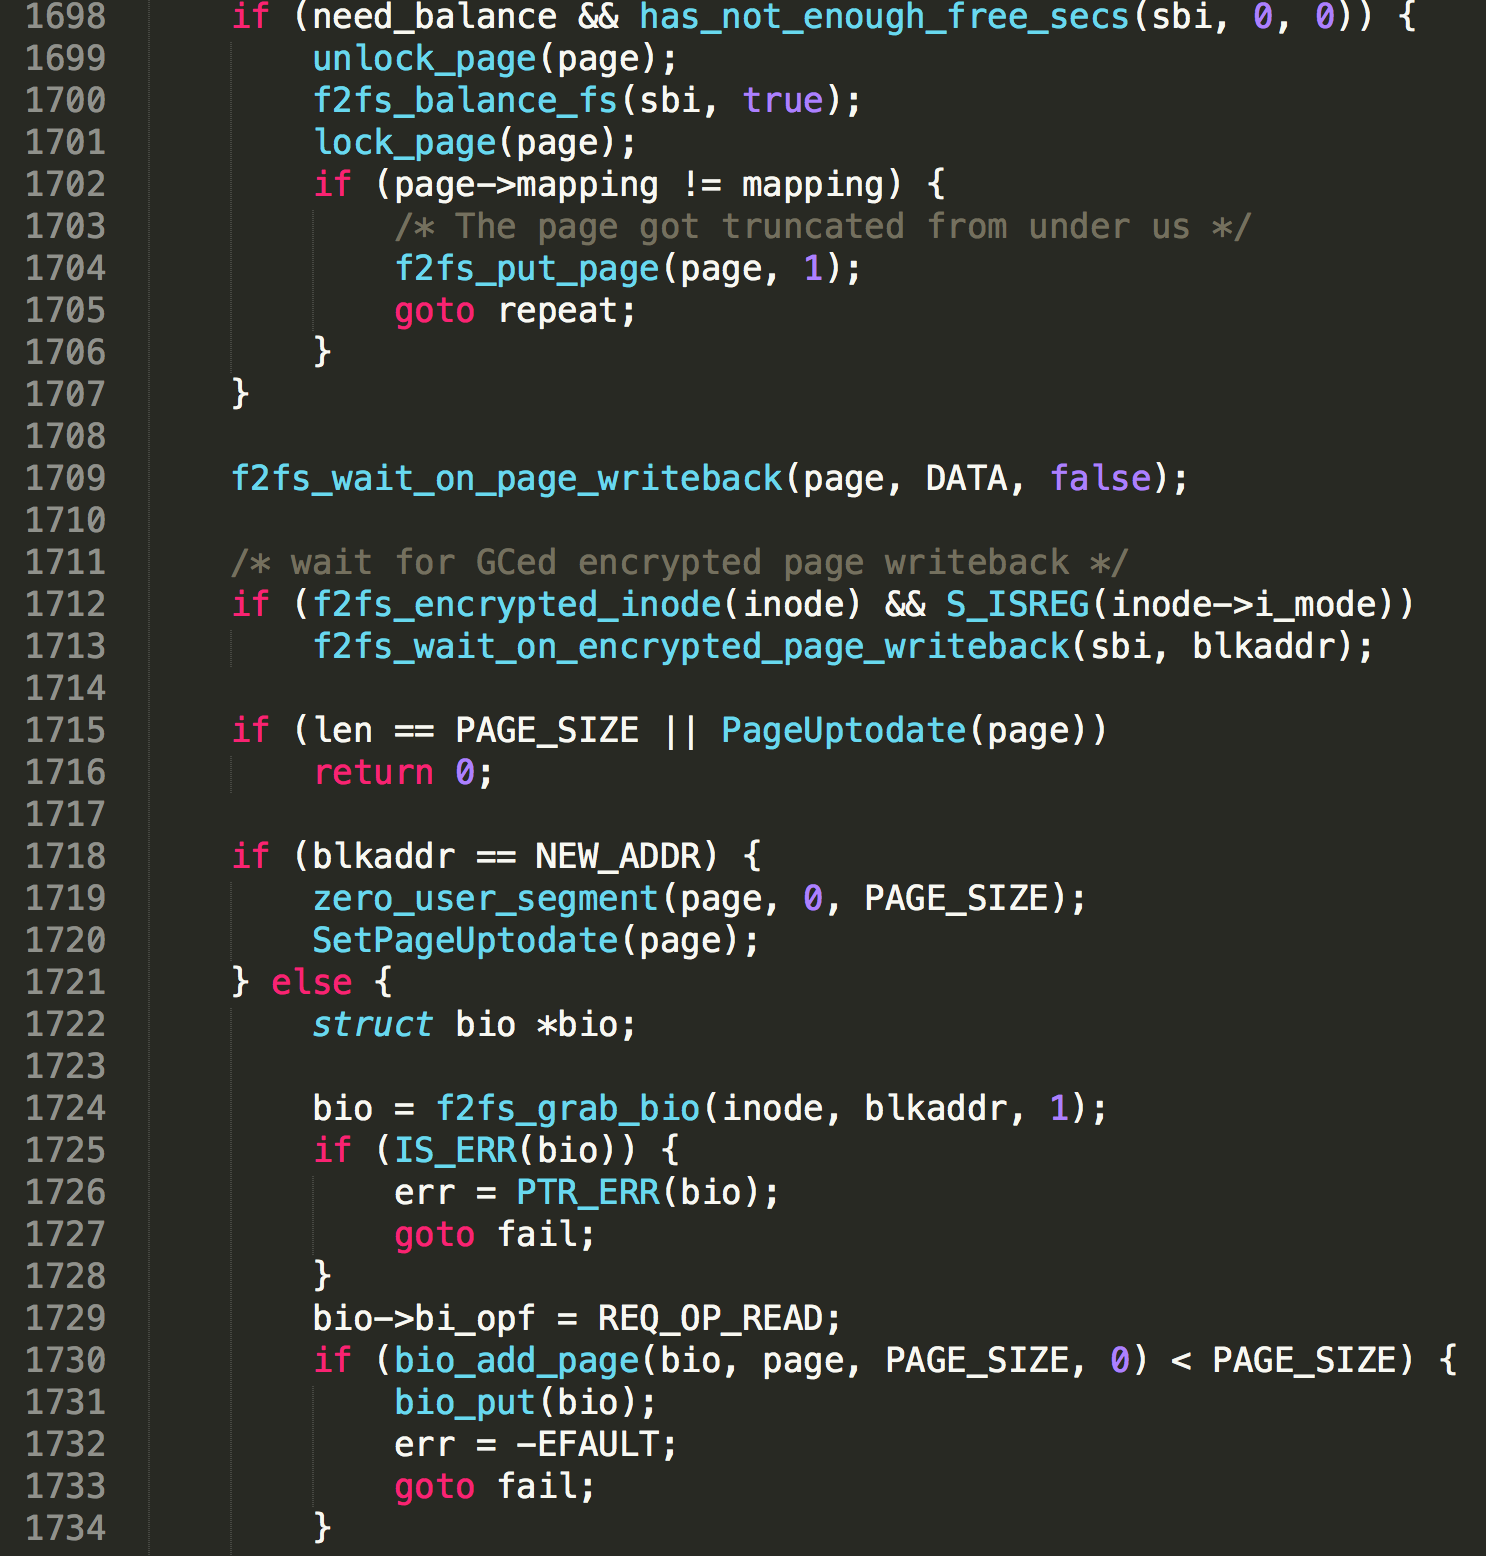 1698 if (need_balance && has_not_enough_free_secs(sbi, 0, 0)) {
1699 unlock_page(page);
1700 f2fs_balance_fs(sbi, true);
1701 lock_page(page);
1702 if (page->mapping != mapping) {
1703 /* The page got truncated from under us */
1704 f2fs_put_page(page, 1);
1705 goto repeat;
1706 }
1707 }
1708
1709 f2fs_wait_on_page_writeback(page, DATA, false);
1710
1711 /* wait for GCed encrypted page writeback */
1712 if (f2fs_encrypted_inode(inode) && S_ISREG(inode->i_mode))
1713 f2fs_wait_on_encrypted_page_writeback(sbi, blkaddr);
1714
1715 if (len == PAGE_SIZE || PageUptodate(page))
1716 return 0;
1717
1718 if (blkaddr == NEW_ADDR) {
1719 zero_user_segment(page, 0, PAGE_SIZE);
1720 SetPageUptodate(page);
1721 } else {
1722 struct bio *bio;
1723
1724 bio = f2fs_grab_bio(inode, blkaddr, 1);
1725 if (IS_ERR(bio)) {
1726 err = PTR_ERR(bio);
1727 goto fail;
1728 }
1729 bio->bi_opf = REQ_OP_READ;
1730 if (bio_add_page(bio, page, PAGE_SIZE, 0) < PAGE_SIZE) {
1731 bio_put(bio);
1732 err = -EFAULT;
1733 goto fail;
1734 }